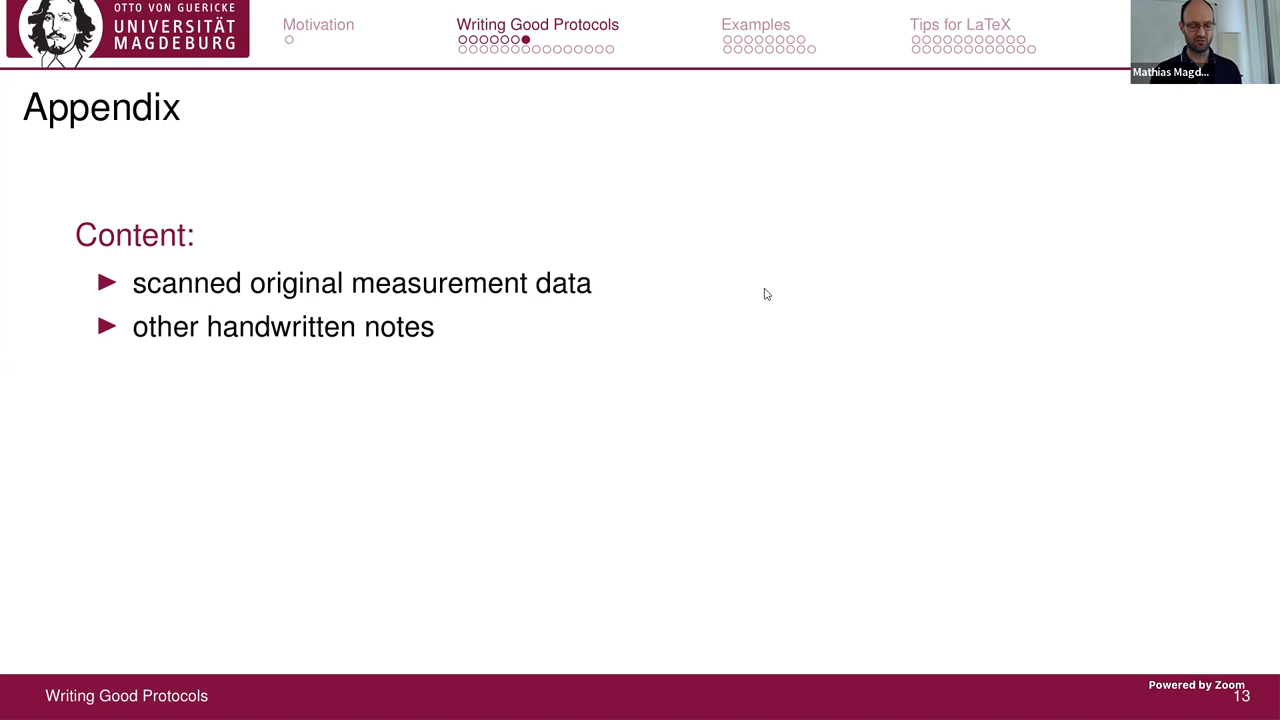 OTTO VON GUERICKE
UNIVERSITÄT
MAGDEBURG
Motivation
Writing Good Protocols
Examples
Tips for LaTeX
Mathias Magd...
Appendix
Content:
scanned original measurement data
other handwritten notes
Writing Good Protocols
Powered by Zoom
13